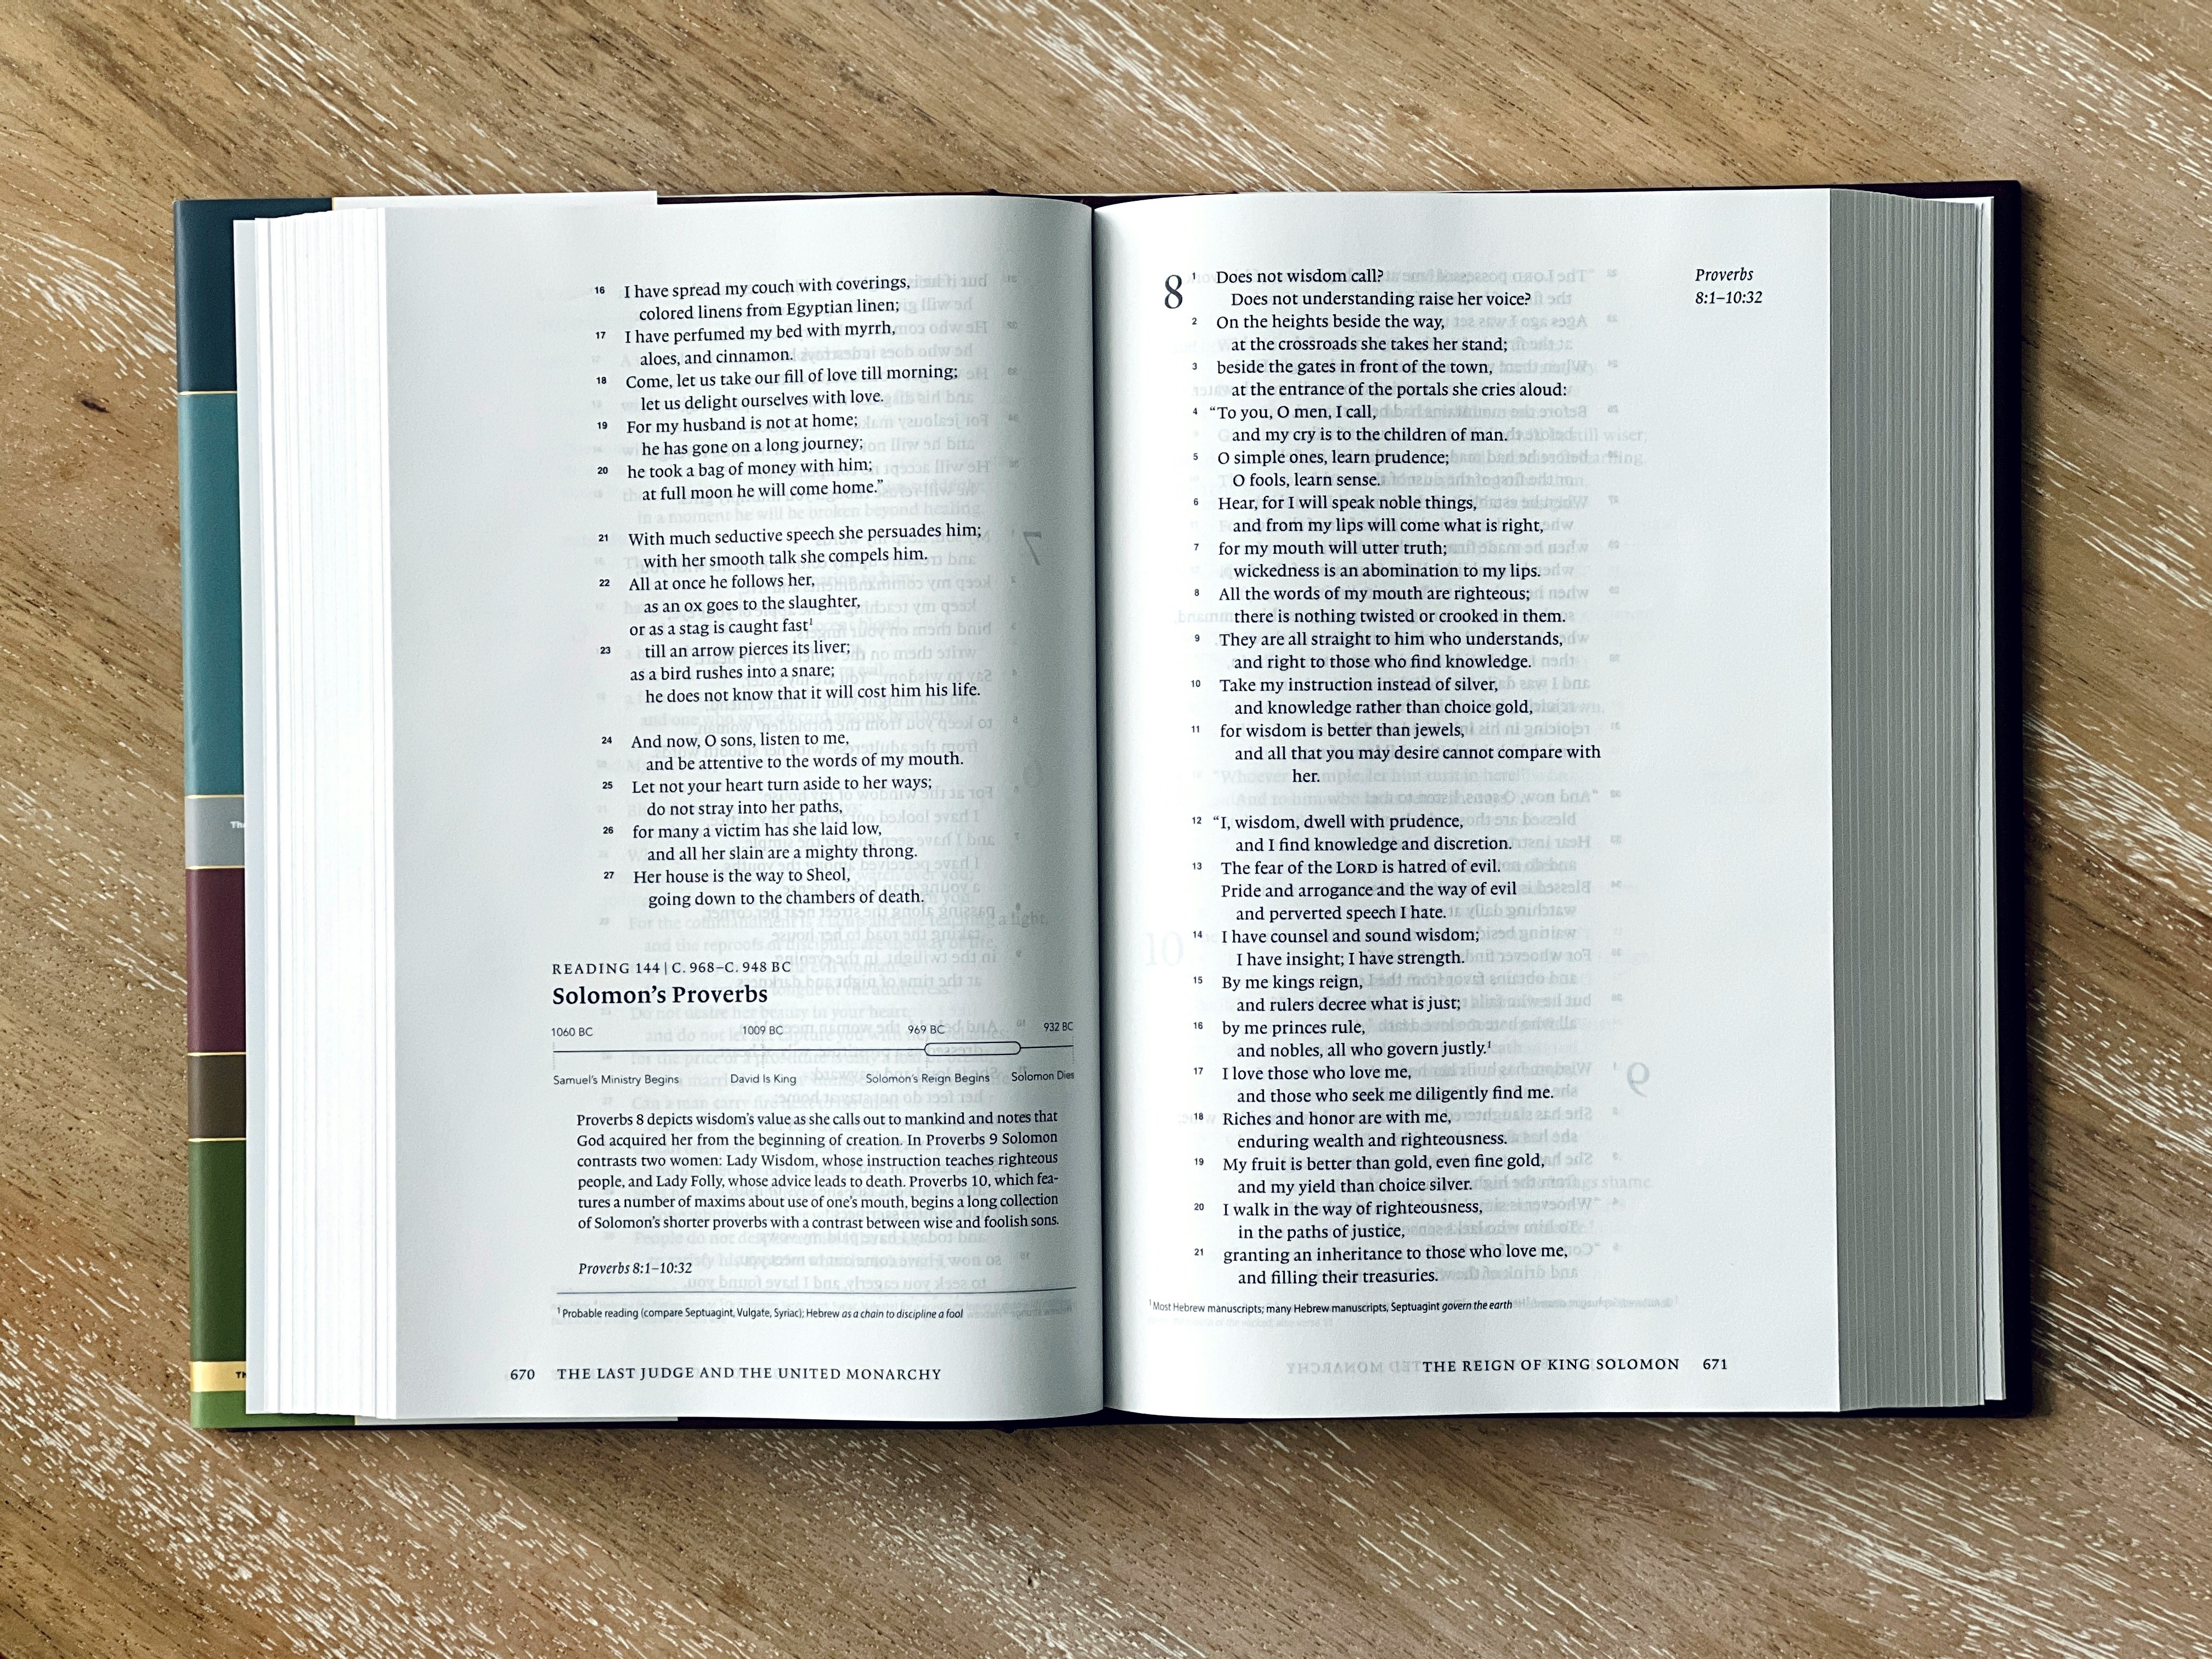 16 I have spread my couch with coverings,
colored linens from Egyptian linen;
17 I have perfumed my bed with myrrh,
aloes, and cinnamon.
18 Come, let us take our fill of love till morning;
let us delight ourselves with love.
19 For my husband is not at home;
he has gone on a long journey;
20 he took a bag of money with him;
at full moon he will come home.”
21 With much seductive speech she persuades him;
with her smooth talk she compels him.
22 All at once he follows her,
as an ox goes to the slaughter,
or as a stag is caught fast¹
23 till an arrow pierces its liver;
as a bird rushes into a snare;
he does not know that it will cost him his life.
24 And now, O sons, listen to me,
and be attentive to the words of my mouth.
25 Let not your heart turn aside to her ways;
do not stray into her paths,
26 for many a victim has she laid low,
and all her slain are a mighty throng.
27 Her house is the way to Sheol,
going down to the chambers of death.
READING 144 | C. 968–C. 948 BC
Solomon’s Proverbs
1060 BC 1009 BC 969 BC 932 BC
Samuel’s Ministry Begins David Is King Solomon’s Reign Begins Solomon Dies
Proverbs 8 depicts wisdom’s value as she calls out to mankind and notes that
God acquired her from the beginning of creation. In Proverbs 9 Solomon
contrasts two women: Lady Wisdom, whose instruction teaches righteous
people, and Lady Folly, whose advice leads to death. Proverbs 10, which fea-
tures a number of maxims about use of one’s mouth, begins a long collection
of Solomon’s shorter proverbs with a contrast between wise and foolish sons.
Proverbs 8:1–10:32
¹ Probable reading (compare Septuagint, Vulgate, Syriac); Hebrew as a chain to discipline a fool
670 THE LAST JUDGE AND THE UNITED MONARCHY
Proverbs
8:1–10:32
8 1 Does not wisdom call?
Does not understanding raise her voice?
2 On the heights beside the way,
at the crossroads she takes her stand;
3 beside the gates in front of the town,
at the entrance of the portals she cries aloud:
4 “To you, O men, I call,
and my cry is to the children of man.
5 O simple ones, learn prudence;
O fools, learn sense.
6 Hear, for I will speak noble things,
and from my lips will come what is right,
7 for my mouth will utter truth;
wickedness is an abomination to my lips.
8 All the words of my mouth are righteous;
there is nothing twisted or crooked in them.
9 They are all straight to him who understands,
and right to those who find knowledge.
10 Take my instruction instead of silver,
and knowledge rather than choice gold,
11 for wisdom is better than jewels,
and all that you may desire cannot compare with
her.
12 “I, wisdom, dwell with prudence,
and I find knowledge and discretion.
13 The fear of the LORD is hatred of evil.
Pride and arrogance and the way of evil
and perverted speech I hate.
14 I have counsel and sound wisdom;
I have insight; I have strength.
15 By me kings reign,
and rulers decree what is just;
16 by me princes rule,
and nobles, all who govern justly.¹
17 I love those who love me,
and those who seek me diligently find me.
18 Riches and honor are with me,
enduring wealth and righteousness.
19 My fruit is better than gold, even fine gold,
and my yield than choice silver.
20 I walk in the way of righteousness,
in the paths of justice,
21 granting an inheritance to those who love me,
and filling their treasuries.
¹ Most Hebrew manuscripts; many Hebrew manuscripts, Septuagint govern the earth
THE REIGN OF KING SOLOMON 671